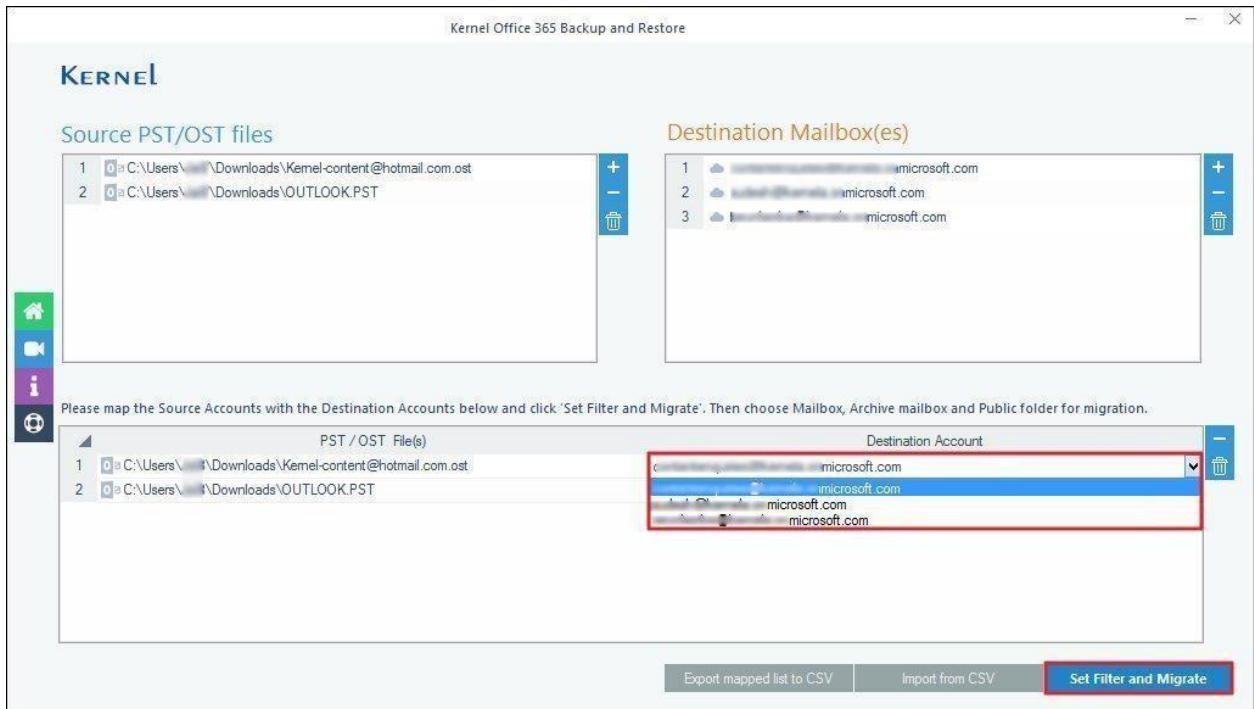 Kernel Office 365 Backup and Restore
KERNEL
Source PST/OST files
Destination Mailbox(es)
1 C:\Users\ \Downloads\Kernel-content@hotmail.com.ost
2 C:\Users\ \Downloads\OUTLOOK.PST
1 microsoft.com
2 microsoft.com
3 microsoft.com
Please map the Source Accounts with the Destination Accounts below and click 'Set Filter and Migrate'. Then choose Mailbox, Archive mailbox and Public folder for migration.
PST / OST File(s) Destination Account
1 C:\Users\ \Downloads\Kernel-content@hotmail.com.ost microsoft.com
2 C:\Users\ \Downloads\OUTLOOK.PST microsoft.com
microsoft.com
microsoft.com
Export mapped list to CSV Import from CSV Set Filter and Migrate